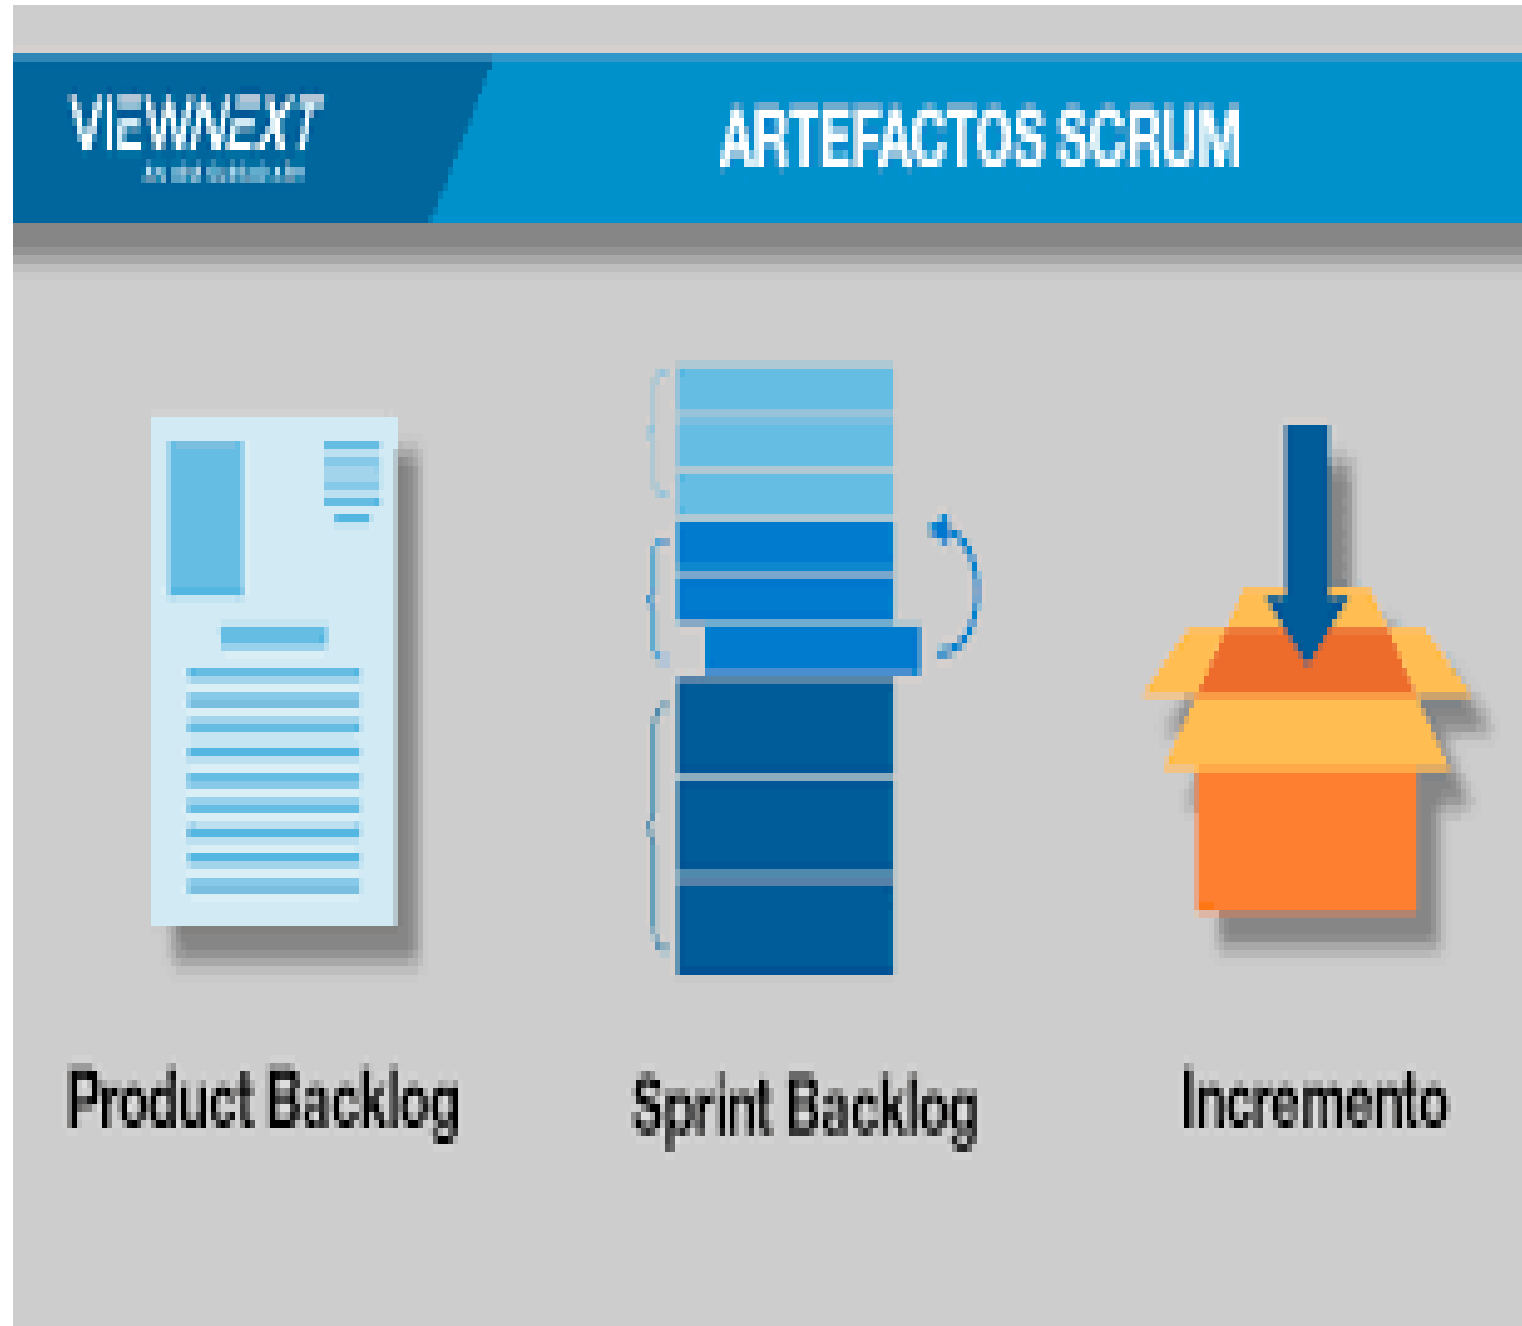 VIEWNEXT
ARTEFACTOS SCRUM
Product Backlog
Sprint Backlog
Incremento